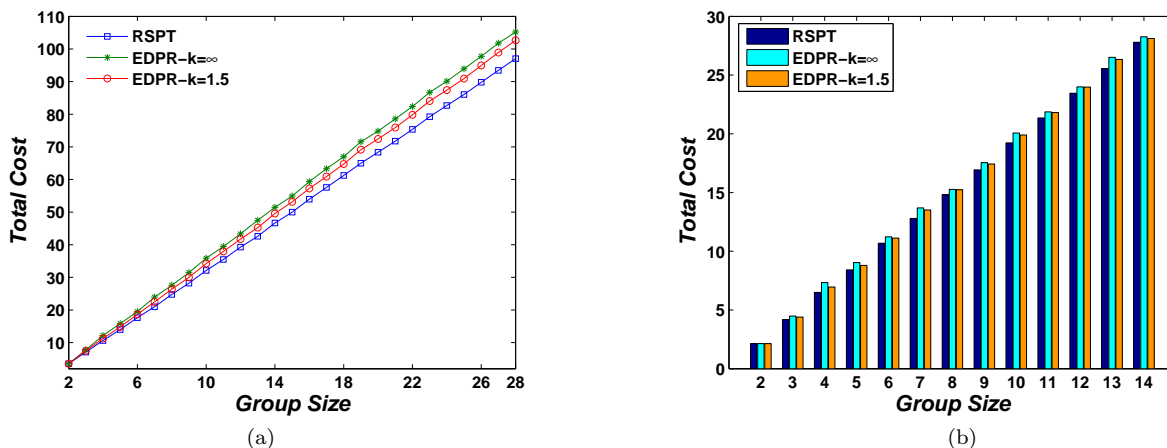 110
100
90
80
70
60
50
40
30
20
10
Total Cost
RSPT
EDPR-k=∞
EDPR-k=1.5
2 6 10 14 18 22 26 28
Group Size
(a)
30
25
20
15
10
5
0
Total Cost
RSPT
EDPR-k=∞
EDPR-k=1.5
2 3 4 5 6 7 8 9 10 11 12 13 14
Group Size
(b)